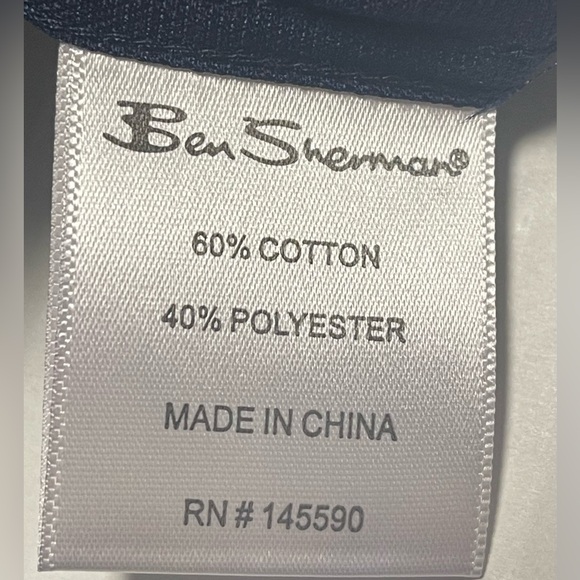 Ben Sherman®
60% COTTON
40% POLYESTER
MADE IN CHINA
RN # 145590